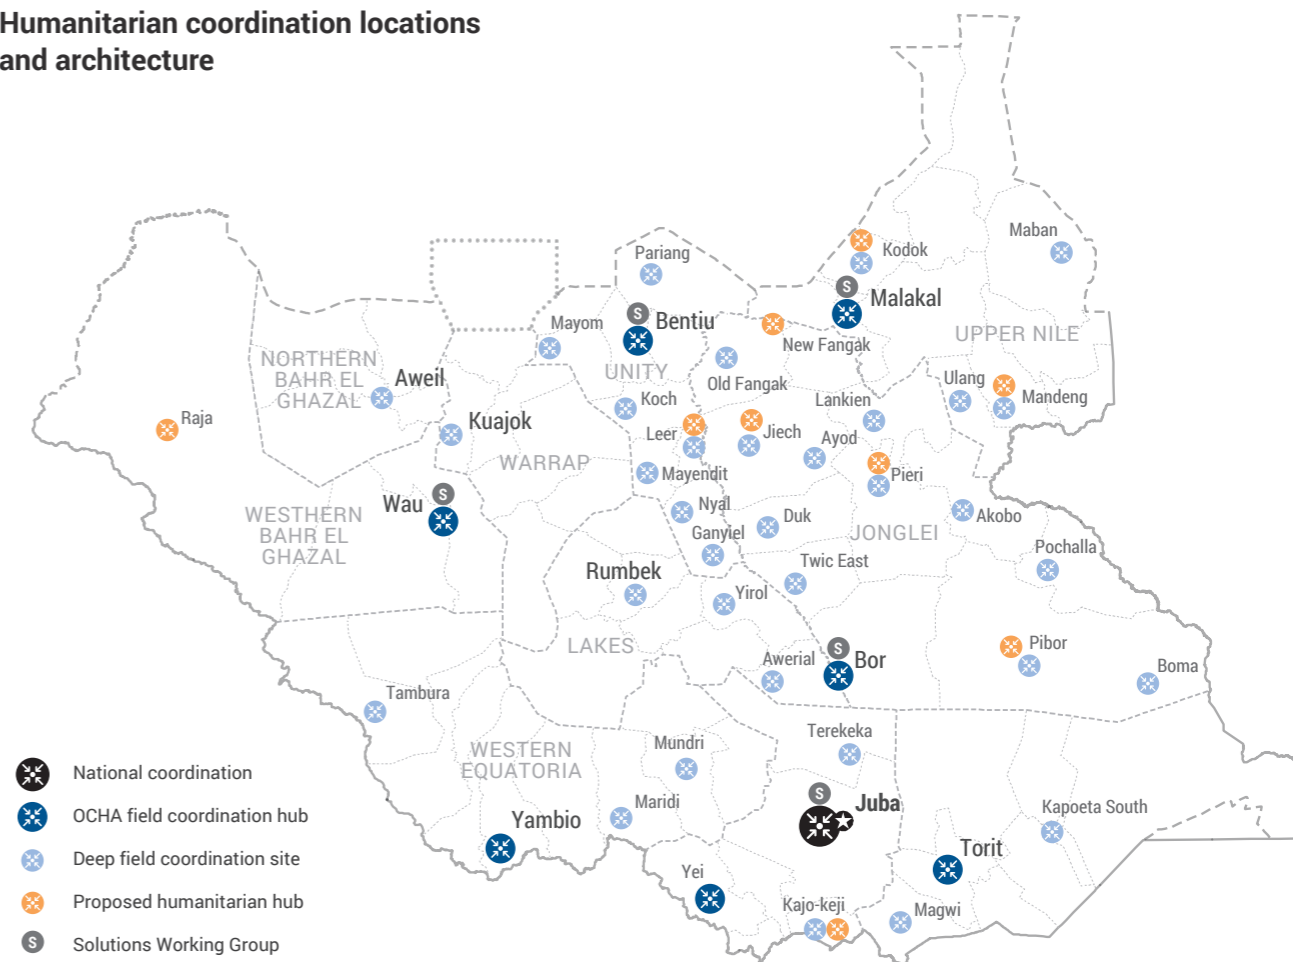 Humanitarian coordination locations
and architecture
Maban
Kodok
Pariang
S
Malakal
S
Bentiu
Mayom
UPPER NILE
New Fangak
NORTHERN
BAHR EL
GHAZAL
Aweil
UNITY
Old Fangak
Ulang
Mandeng
Koch
Lankien
Raja
Kuajok
Leer
Jiech
Ayod
WARRAP
Mayendit
Pieri
S
Wau
Nyal
Duk
Akobo
WESTHERN
BAHR EL
GHAZAL
Ganyiel
JONGLEI
Pochalla
Twic East
Rumbek
Yirol
LAKES
S
Bor
Awerial
Pibor
Boma
Tambura
Terekeka
Mundri
WESTERN
EQUATORIA
S
Juba
Maridi
Kapoeta South
Yambio
Torit
Yei
Kajo-keji
Magwi
National coordination
OCHA field coordination hub
Deep field coordination site
Proposed humanitarian hub
S Solutions Working Group